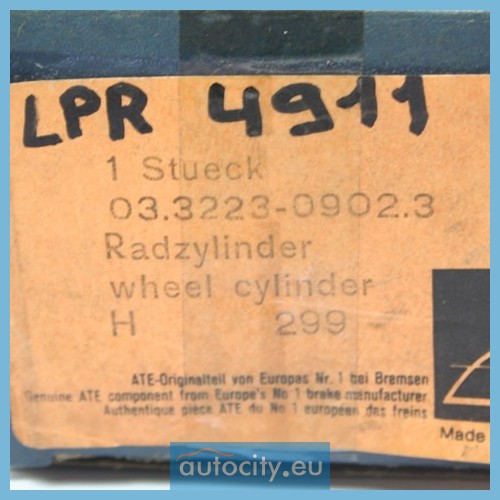 LPR 4911
1 Stueck
03.3223-0902.3
Radzylinder
wheel cylinder
H 299
ATE-Originalteil von Europas Nr. 1 bei Bremsen
Genuine ATE component from Europe's No 1 brake manufacturer
Authentique pièce ATE du No 1 européen des freins
Made
autocity.eu